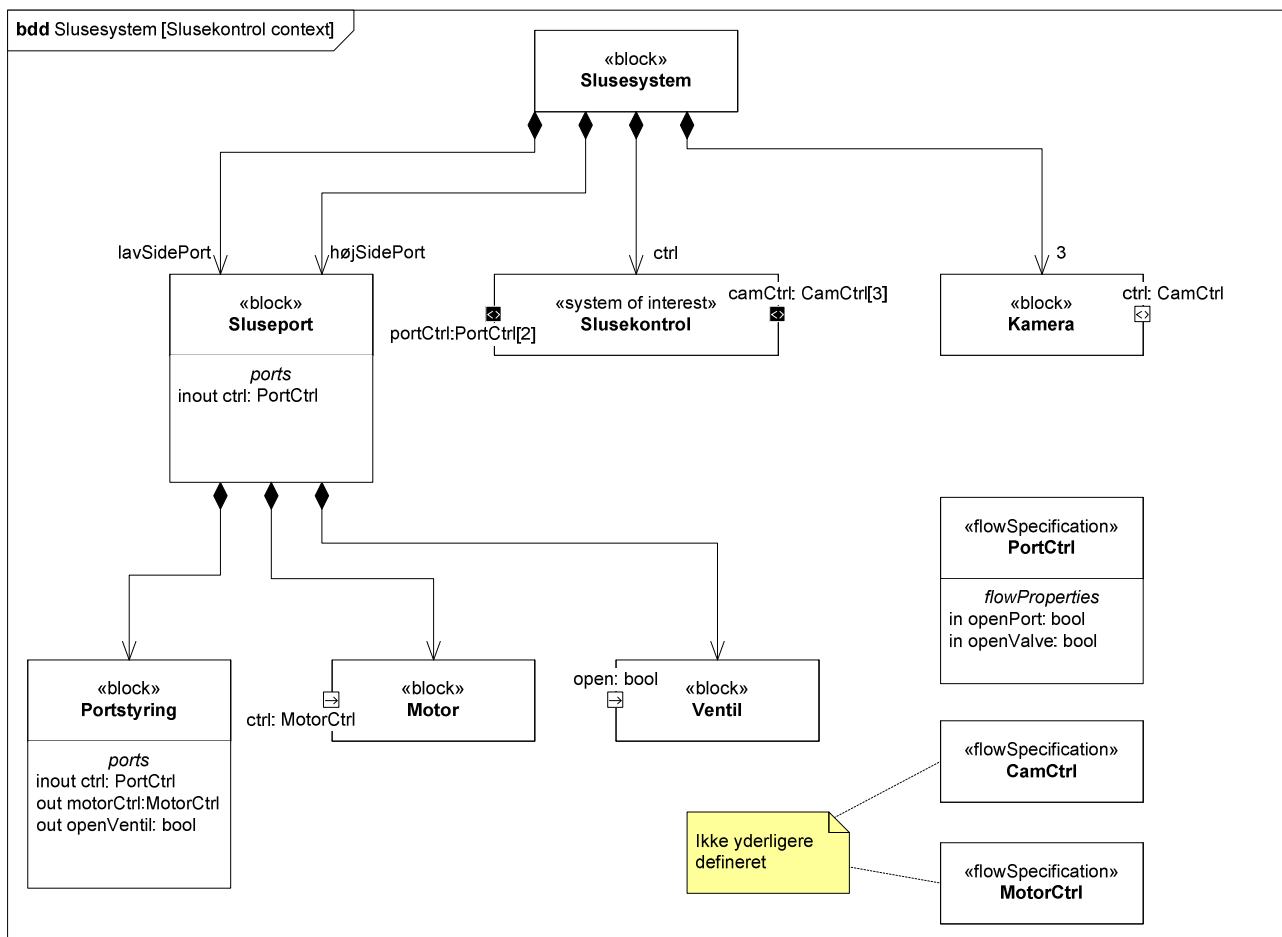 bdd Slusesystem [Slusekontrol context]
«block»
Slusesystem
lavSidePort
højSidePort
ctrl
3
«block»
Sluseport
ports
inout ctrl: PortCtrl
«system of interest»
Slusekontrol
portCtrl:PortCtrl[2]
camCtrl: CamCtrl[3]
«block»
Kamera
ctrl: CamCtrl
«block»
Portstyring
ports
inout ctrl: PortCtrl
out motorCtrl:MotorCtrl
out openVentil: bool
«block»
Motor
ctrl: MotorCtrl
open: bool
«block»
Ventil
«flowSpecification»
PortCtrl
flowProperties
in openPort: bool
in openValve: bool
«flowSpecification»
CamCtrl
Ikke yderligere
defineret
«flowSpecification»
MotorCtrl